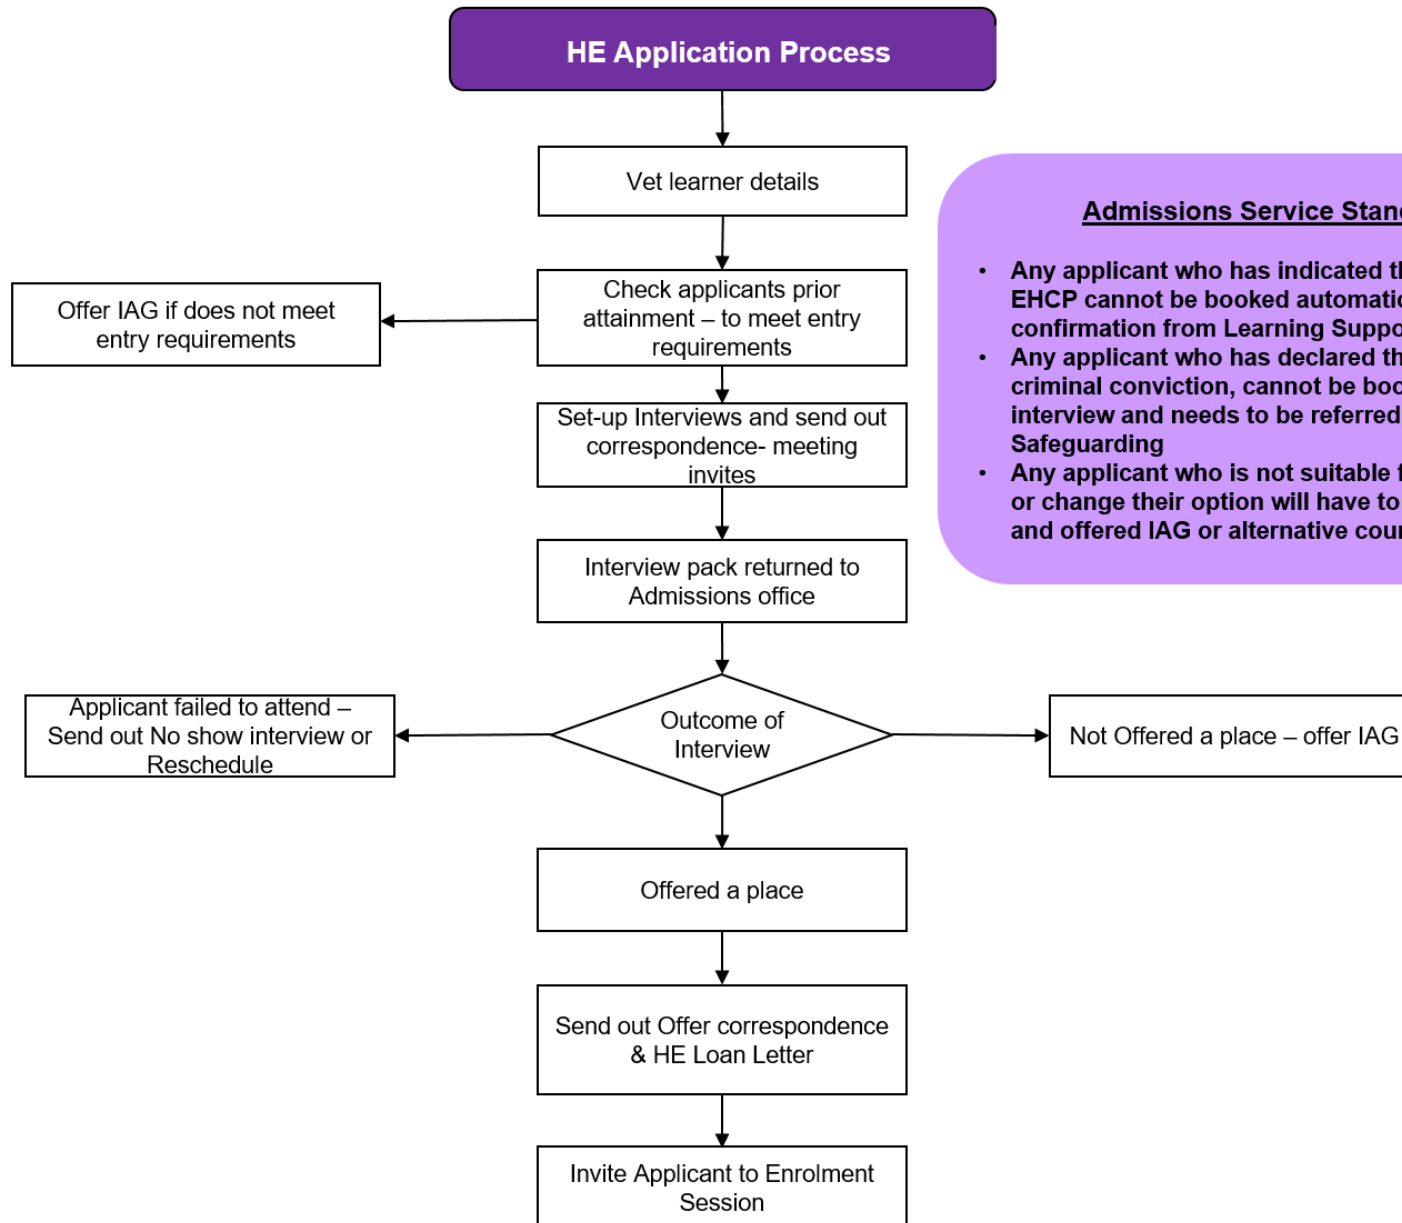 HE Application Process
Vet learner details
Admissions Service
• Any applicant who has indicated
EHCP cannot be booked
confirmation from Learning
• Any applicant who has declared
criminal conviction, cannot be
interview and needs to be referred
Safeguarding
• Any applicant who is not suitable
or change their option will have to
and offered IAG or alternative
Check applicants prior
attainment – to meet entry
requirements
Offer IAG if does not meet
entry requirements
Set-up Interviews and send out
correspondence- meeting
invites
Interview pack returned to
Admissions office
Outcome of
Interview
Applicant failed to attend –
Send out No show interview or
Reschedule
Not Offered a place – offer IAG
Offered a place
Send out Offer correspondence
& HE Loan Letter
Invite Applicant to Enrolment
Session